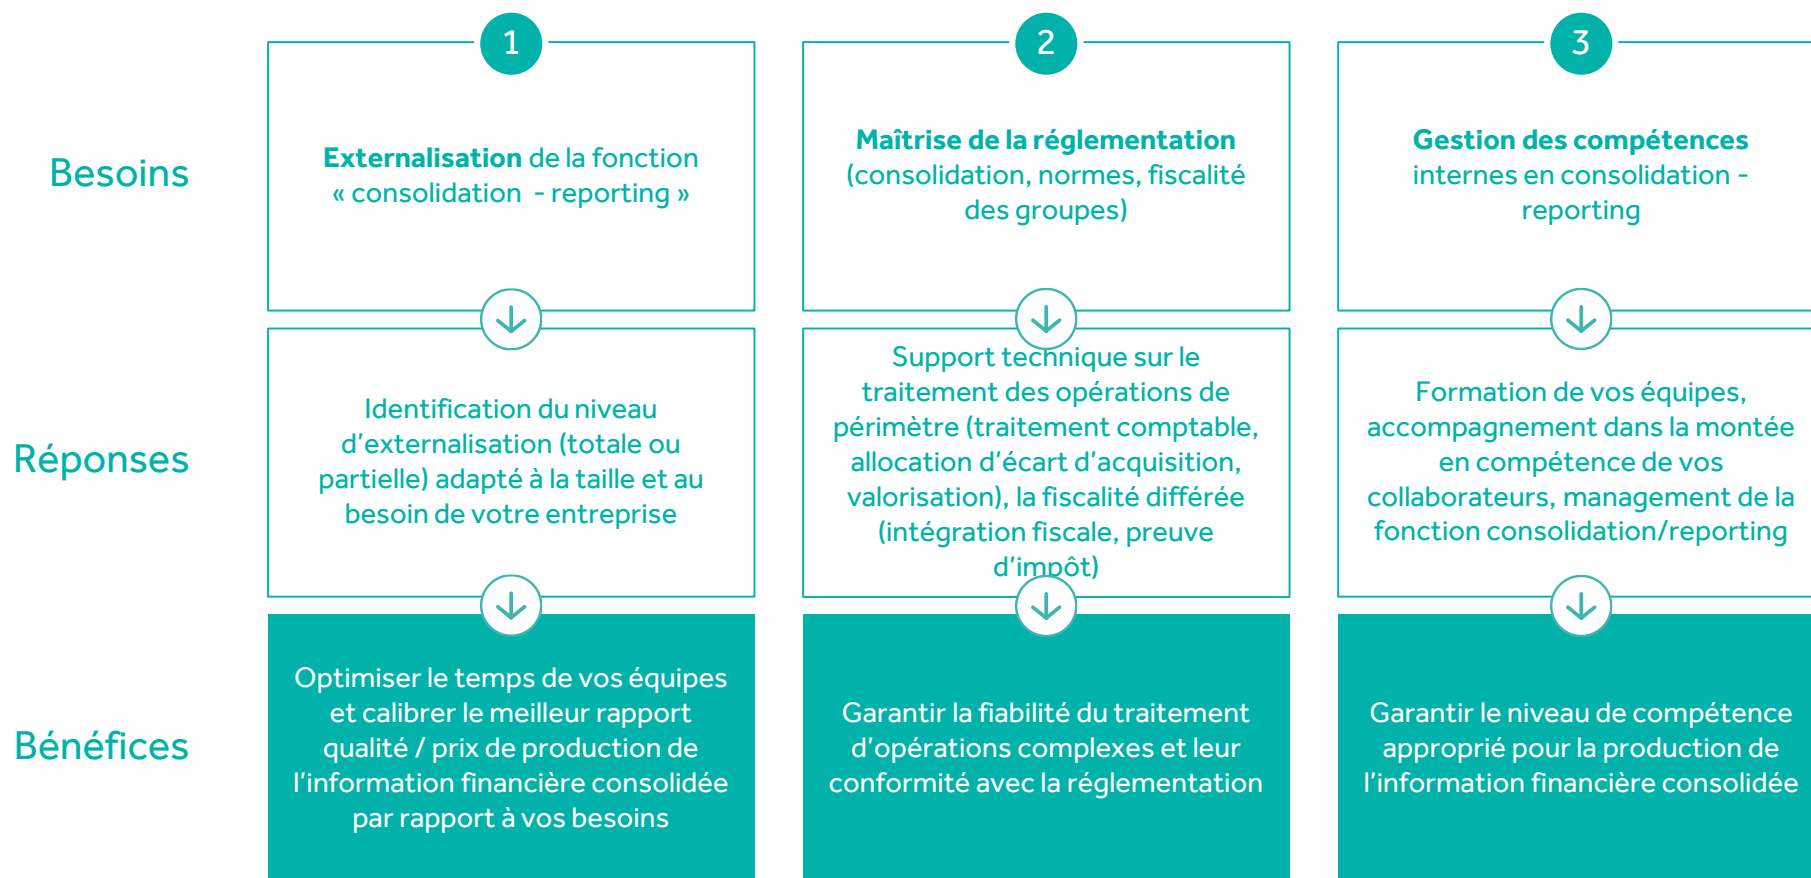 1
2
3
Besoins
Externalisation de la fonction
« consolidation - reporting »
Maîtrise de la réglementation
(consolidation, normes, fiscalité
des groupes)
Gestion des compétences
internes en consolidation -
reporting
Réponses
Identification du niveau
d'externalisation (totale ou
partielle) adapté à la taille et au
besoin de votre entreprise
Support technique sur le
traitement des opérations de
périmètre (traitement comptable,
allocation d'écart d'acquisition,
valorisation), la fiscalité différée
(intégration fiscale, preuve
d'impôt)
Formation de vos équipes,
accompagnement dans la montée
en compétence de vos
collaborateurs, management de la
fonction consolidation/reporting
Bénéfices
Optimiser le temps de vos équipes
et calibrer le meilleur rapport
qualité / prix de production de
l'information financière consolidée
par rapport à vos besoins
Garantir la fiabilité du traitement
d'opérations complexes et leur
conformité avec la réglementation
Garantir le niveau de compétence
approprié pour la production de
l'information financière consolidée